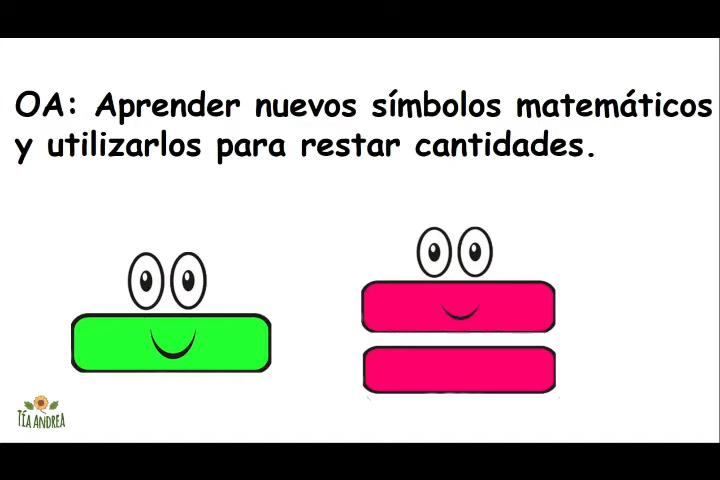 OA: Aprender nuevos símbolos matemáticos
y utilizarlos para restar cantidades.
TÍA ANDREA